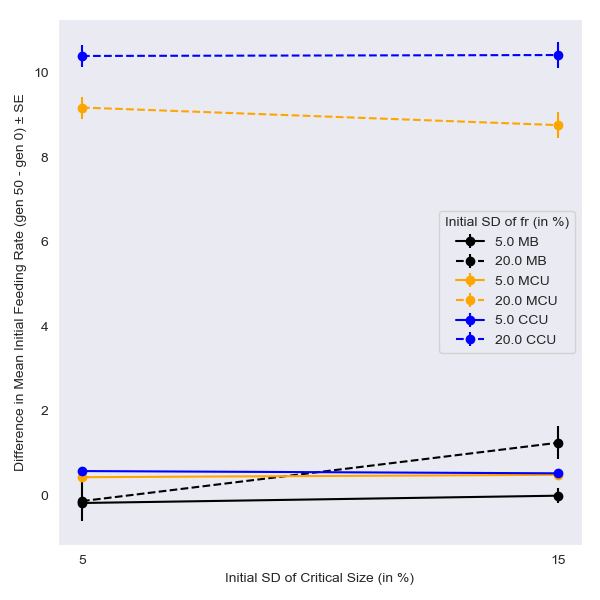 Difference in Mean Initial Feeding Rate (gen 50 - gen 0) ± SE
10
8
6
4
2
0
Initial SD of fr (in %)
5.0 MB
20.0 MB
5.0 MCU
20.0 MCU
5.0 CCU
20.0 CCU
5
15
Initial SD of Critical Size (in %)